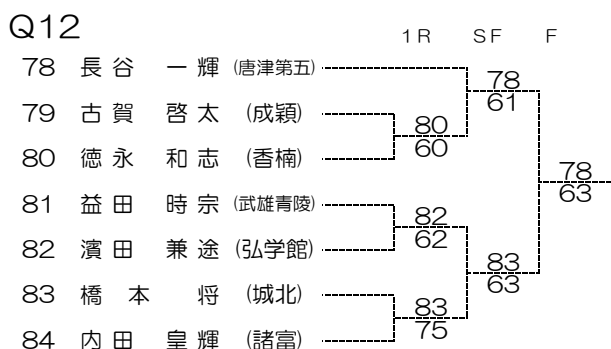 Q12
1R SF F
78 長谷 一輝 (唐津第五)
78
61
79 古賀 啓太 (成穎)
80
60
80 徳永 和志 (香楠)
78
63
81 益田 時宗 (武雄青陵)
82
62
82 濱田 兼途 (弘学館)
83
63
83 橋本 将 (城北)
83
75
84 内田 皇輝 (諸富)